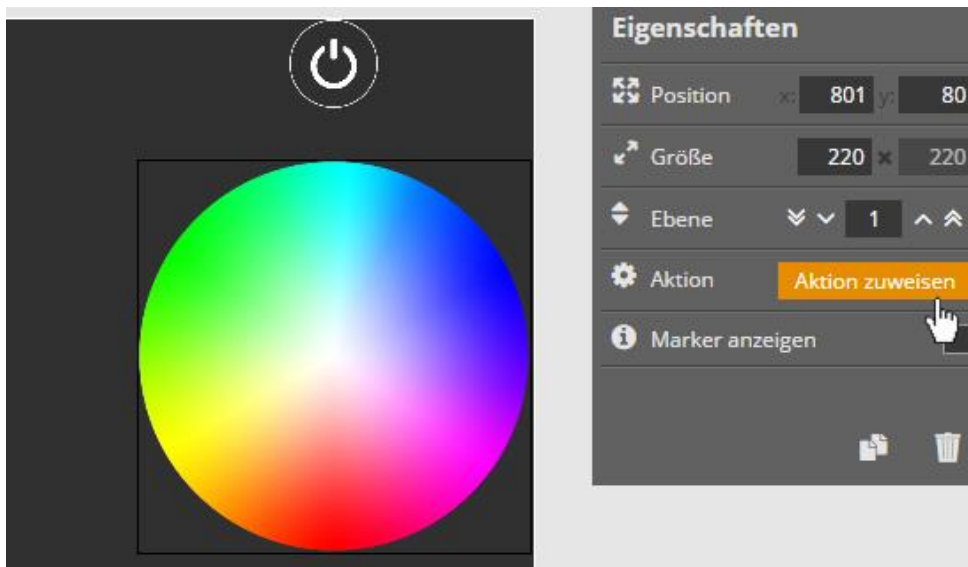 Eigenschaften
Position x: 801 y: 80
Größe 220 × 220
Ebene 1
Aktion Aktion zuweisen
Marker anzeigen